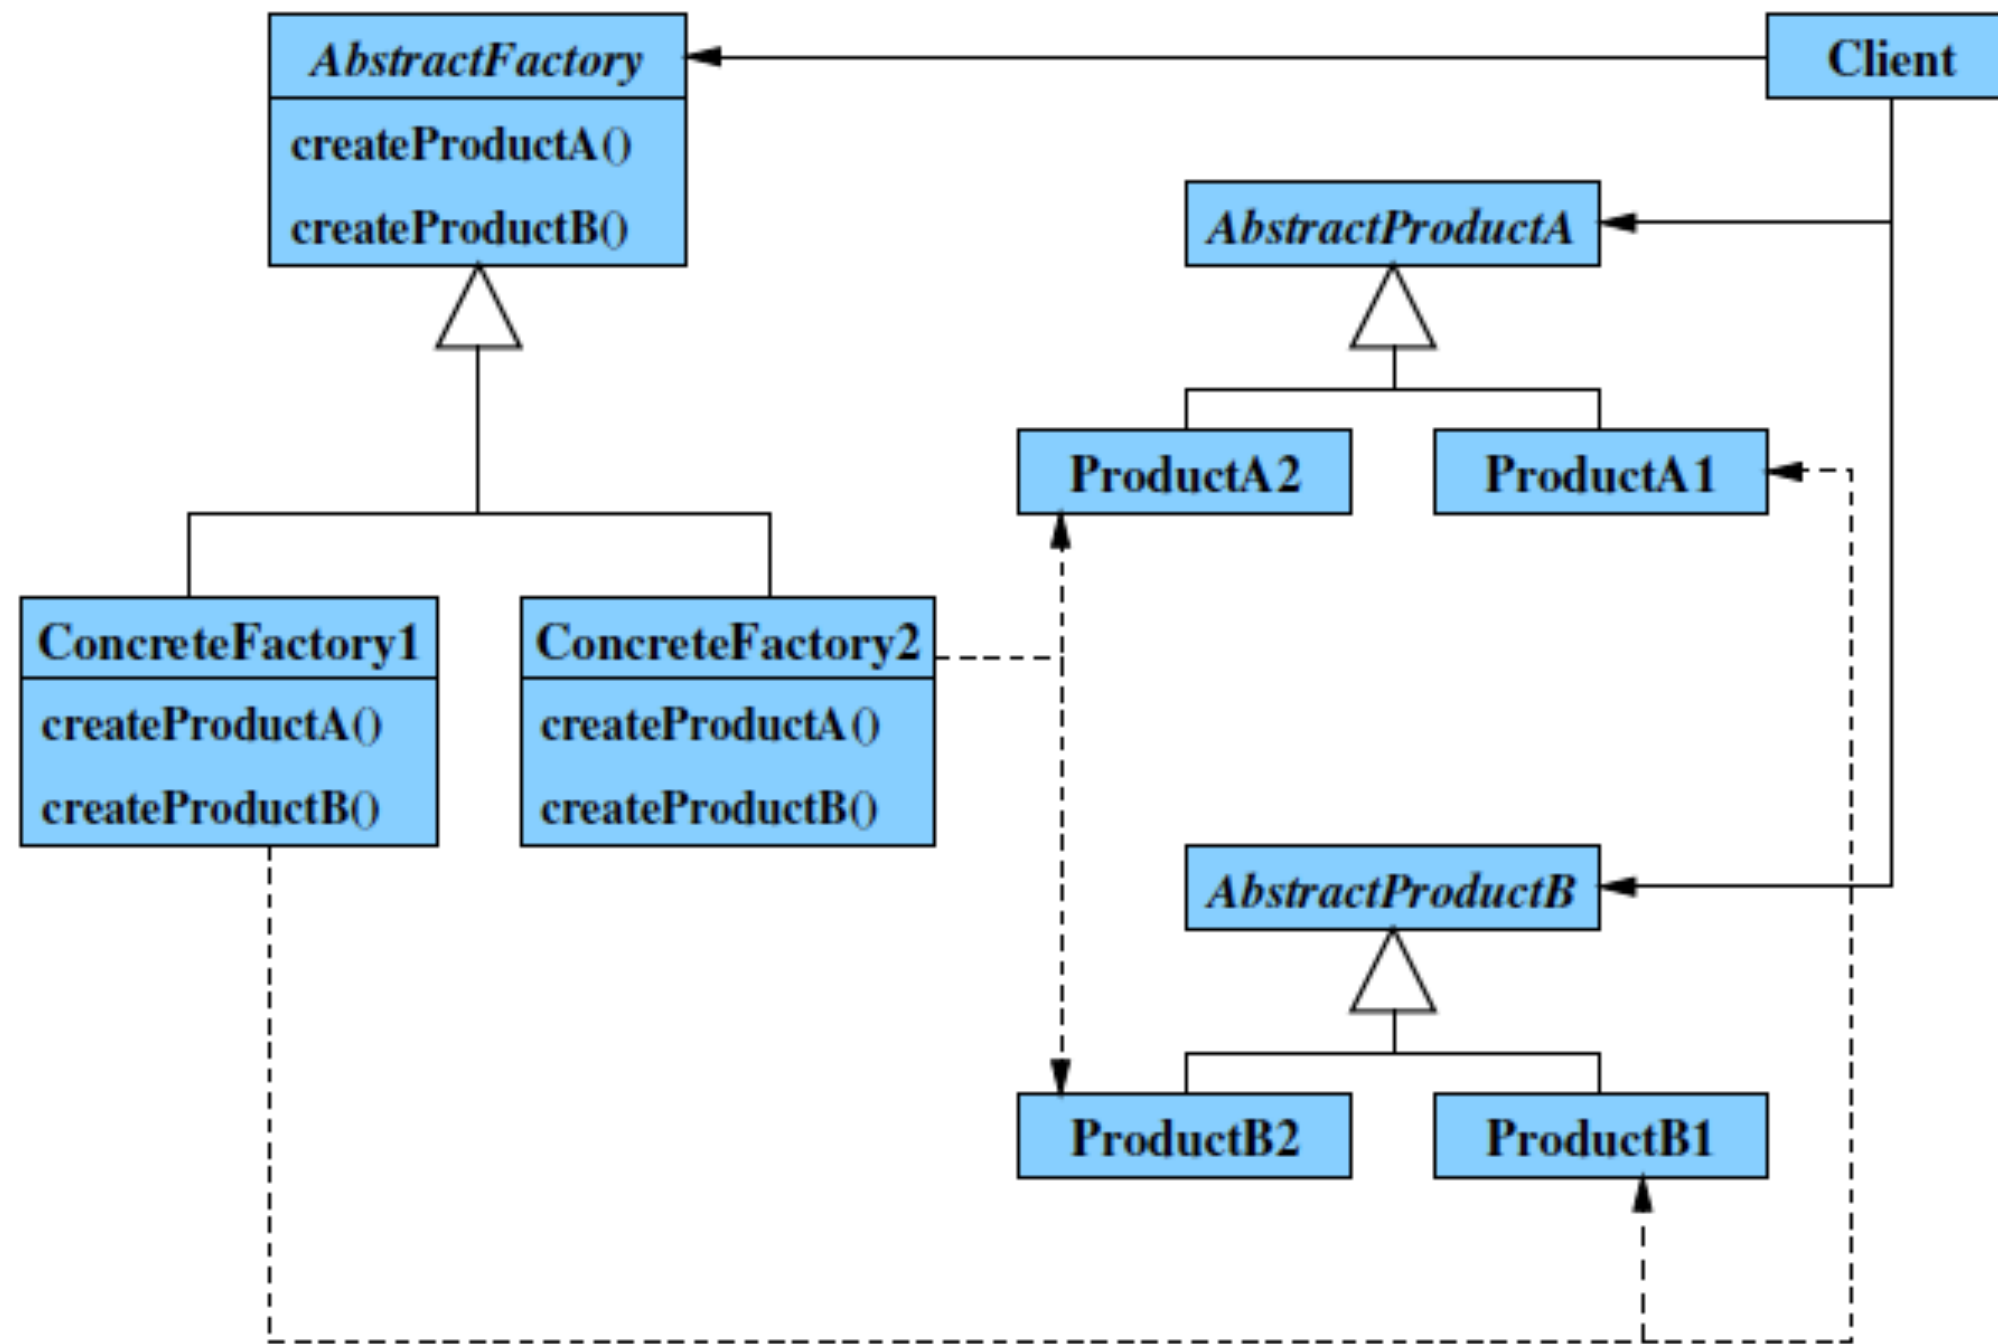 AbstractFactory
createProductA()
createProductB()
Client
AbstractProductA
ProductA2
ProductA1
ConcreteFactory1
createProductA()
createProductB()
ConcreteFactory2
createProductA()
createProductB()
AbstractProductB
ProductB2
ProductB1